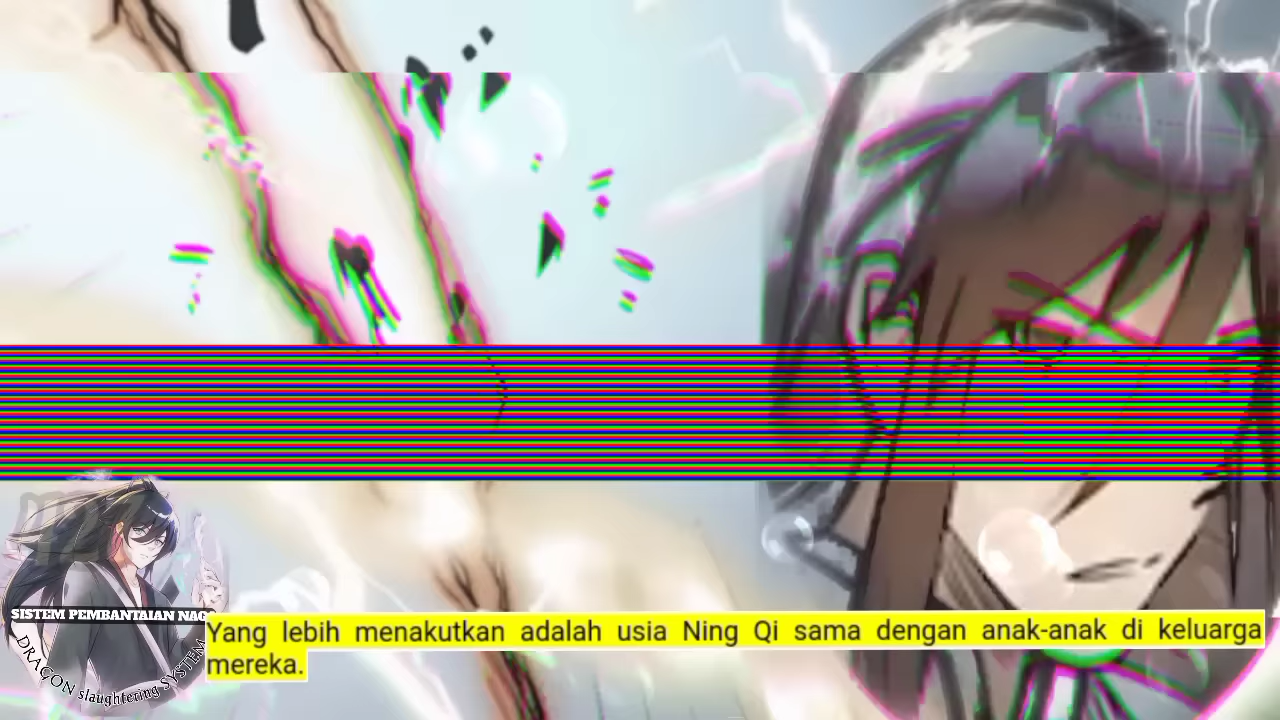 SISTEM PEMBANTAIAN NAG
DRAGON slaughtering SYSTEM
Yang lebih menakutkan adalah usia Ning Qi sama dengan anak-anak di keluarga
mereka.